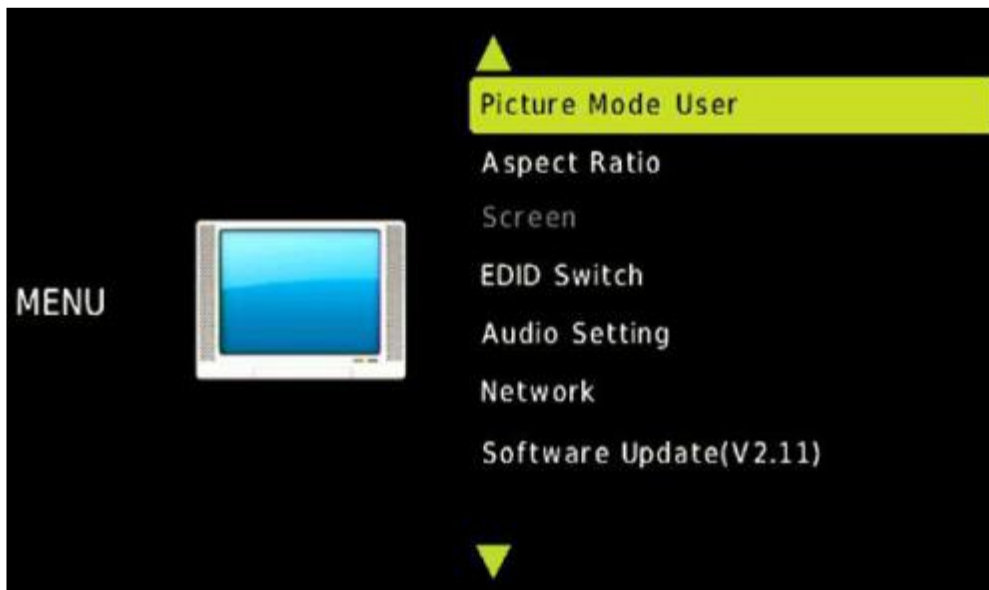 Picture Mode User
Aspect Ratio
Screen
EDID Switch
MENU
Audio Setting
Network
Software Update(V2.11)